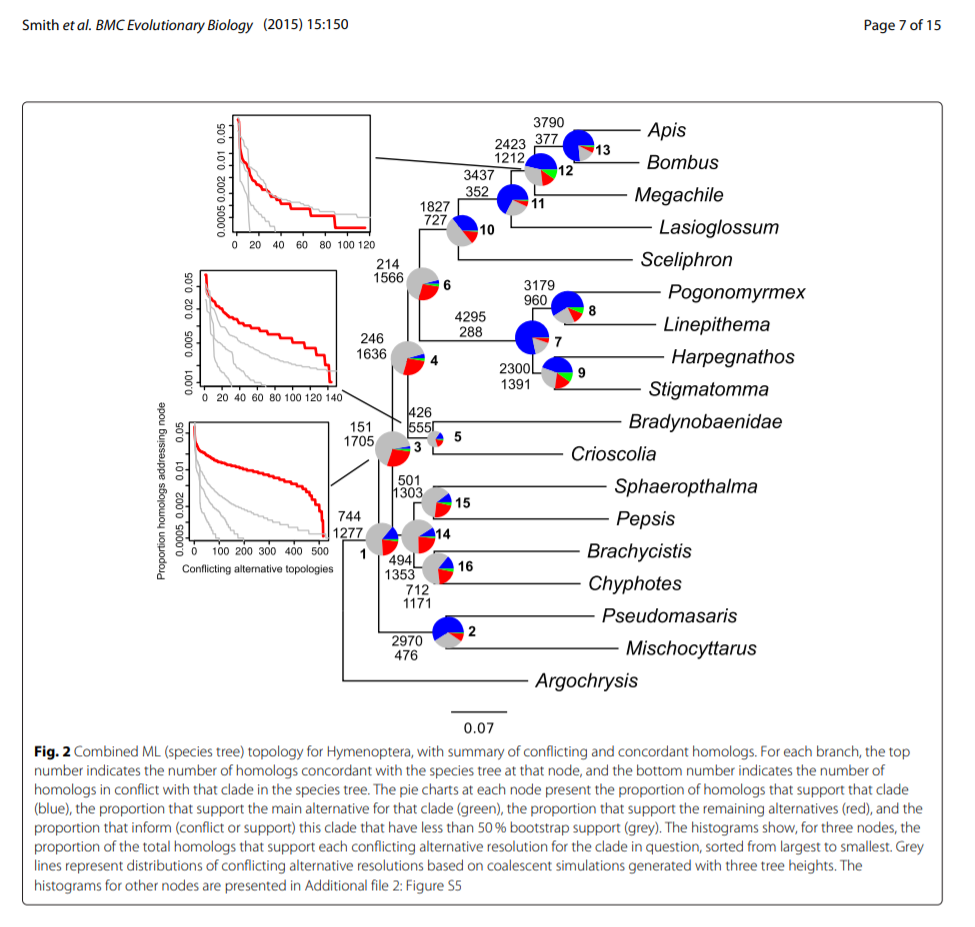 Smith et al. BMC Evolutionary Biology (2015) 15:150
Page 7 of 15
3790
377
Apis
13
Bombus
2423
1212
12
Megachile
3437
352
11
Lasioglossum
1827
727
10
Sceliphron
214
1566
6
3179
960
Pogonomyrmex
8
Linepithema
4295
288
7
Harpegnathos
2300
1391
9
Stigmatomma
246
1636
4
426
555
Bradynobaenidae
5
Crioscolia
151
1705
3
501
1303
Sphaeropthalma
15
Pepsis
744
1277
1
14
494
1353
Brachycistis
16
Chyphotes
712
1171
Pseudomasaris
2
2970
476
Mischocyttarus
Argochrysis
0.07
0.05
0.01
0.002
0.0005
0 20 40 60 80 100 120
0.05
0.02
0.005
0.001
0 20 40 60 80 100 120 140
Proportion homologs addressing node
0.05
0.01
0.002
0.0005
0 100 200 300 400 500
Conflicting alternative topologies
Fig. 2 Combined ML (species tree) topology for Hymenoptera, with summary of conflicting and concordant homologs. For each branch, the top
number indicates the number of homologs concordant with the species tree at that node, and the bottom number indicates the number of
homologs in conflict with that clade in the species tree. The pie charts at each node present the proportion of homologs that support that clade
(blue), the proportion that support the main alternative for that clade (green), the proportion that support the remaining alternatives (red), and the
proportion that inform (conflict or support) this clade that have less than 50 % bootstrap support (grey). The histograms show, for three nodes, the
proportion of the total homologs that support each conflicting alternative resolution for the clade in question, sorted from largest to smallest. Grey
lines represent distributions of conflicting alternative resolutions based on coalescent simulations generated with three tree heights. The
histograms for other nodes are presented in Additional file 2: Figure S5